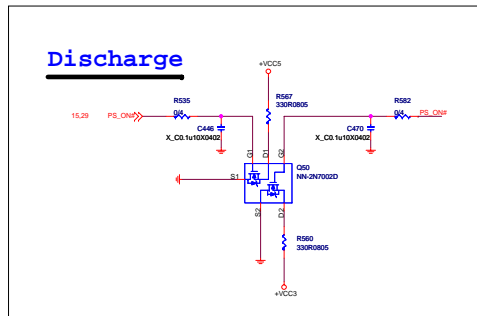 Discharge
+VCC5
R535
R567
R582
15,29
PS_ON#
0/4
330R0805
0/4
PS_ON#
C446
C470
X_C0.1u10X0402
X_C0.1u10X0402
G1
D1
G2
Q50
NN-2N7002D
S1
S2
D2
R560
330R0805
+VCC3